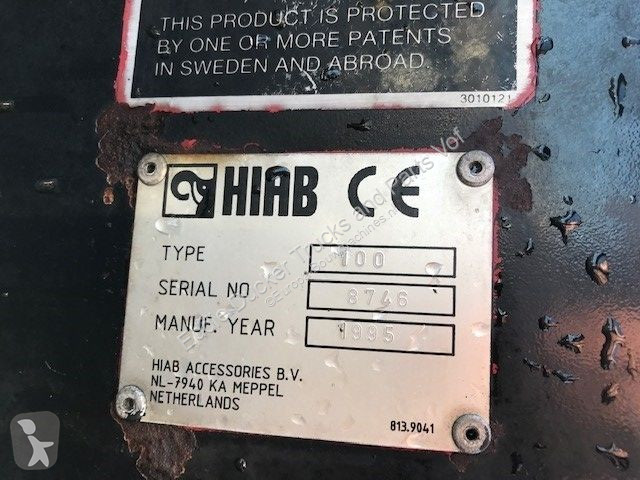 THIS PRODUCT IS PROTECTED
BY ONE OR MORE PATENTS
IN SWEDEN AND ABROAD.
3010121
HIAB CE
TYPE 100
SERIAL NO 8746
MANUF. YEAR 1995
HIAB ACCESSORIES B.V.
NL-7940 KA MEPPEL
NETHERLANDS
813.9041